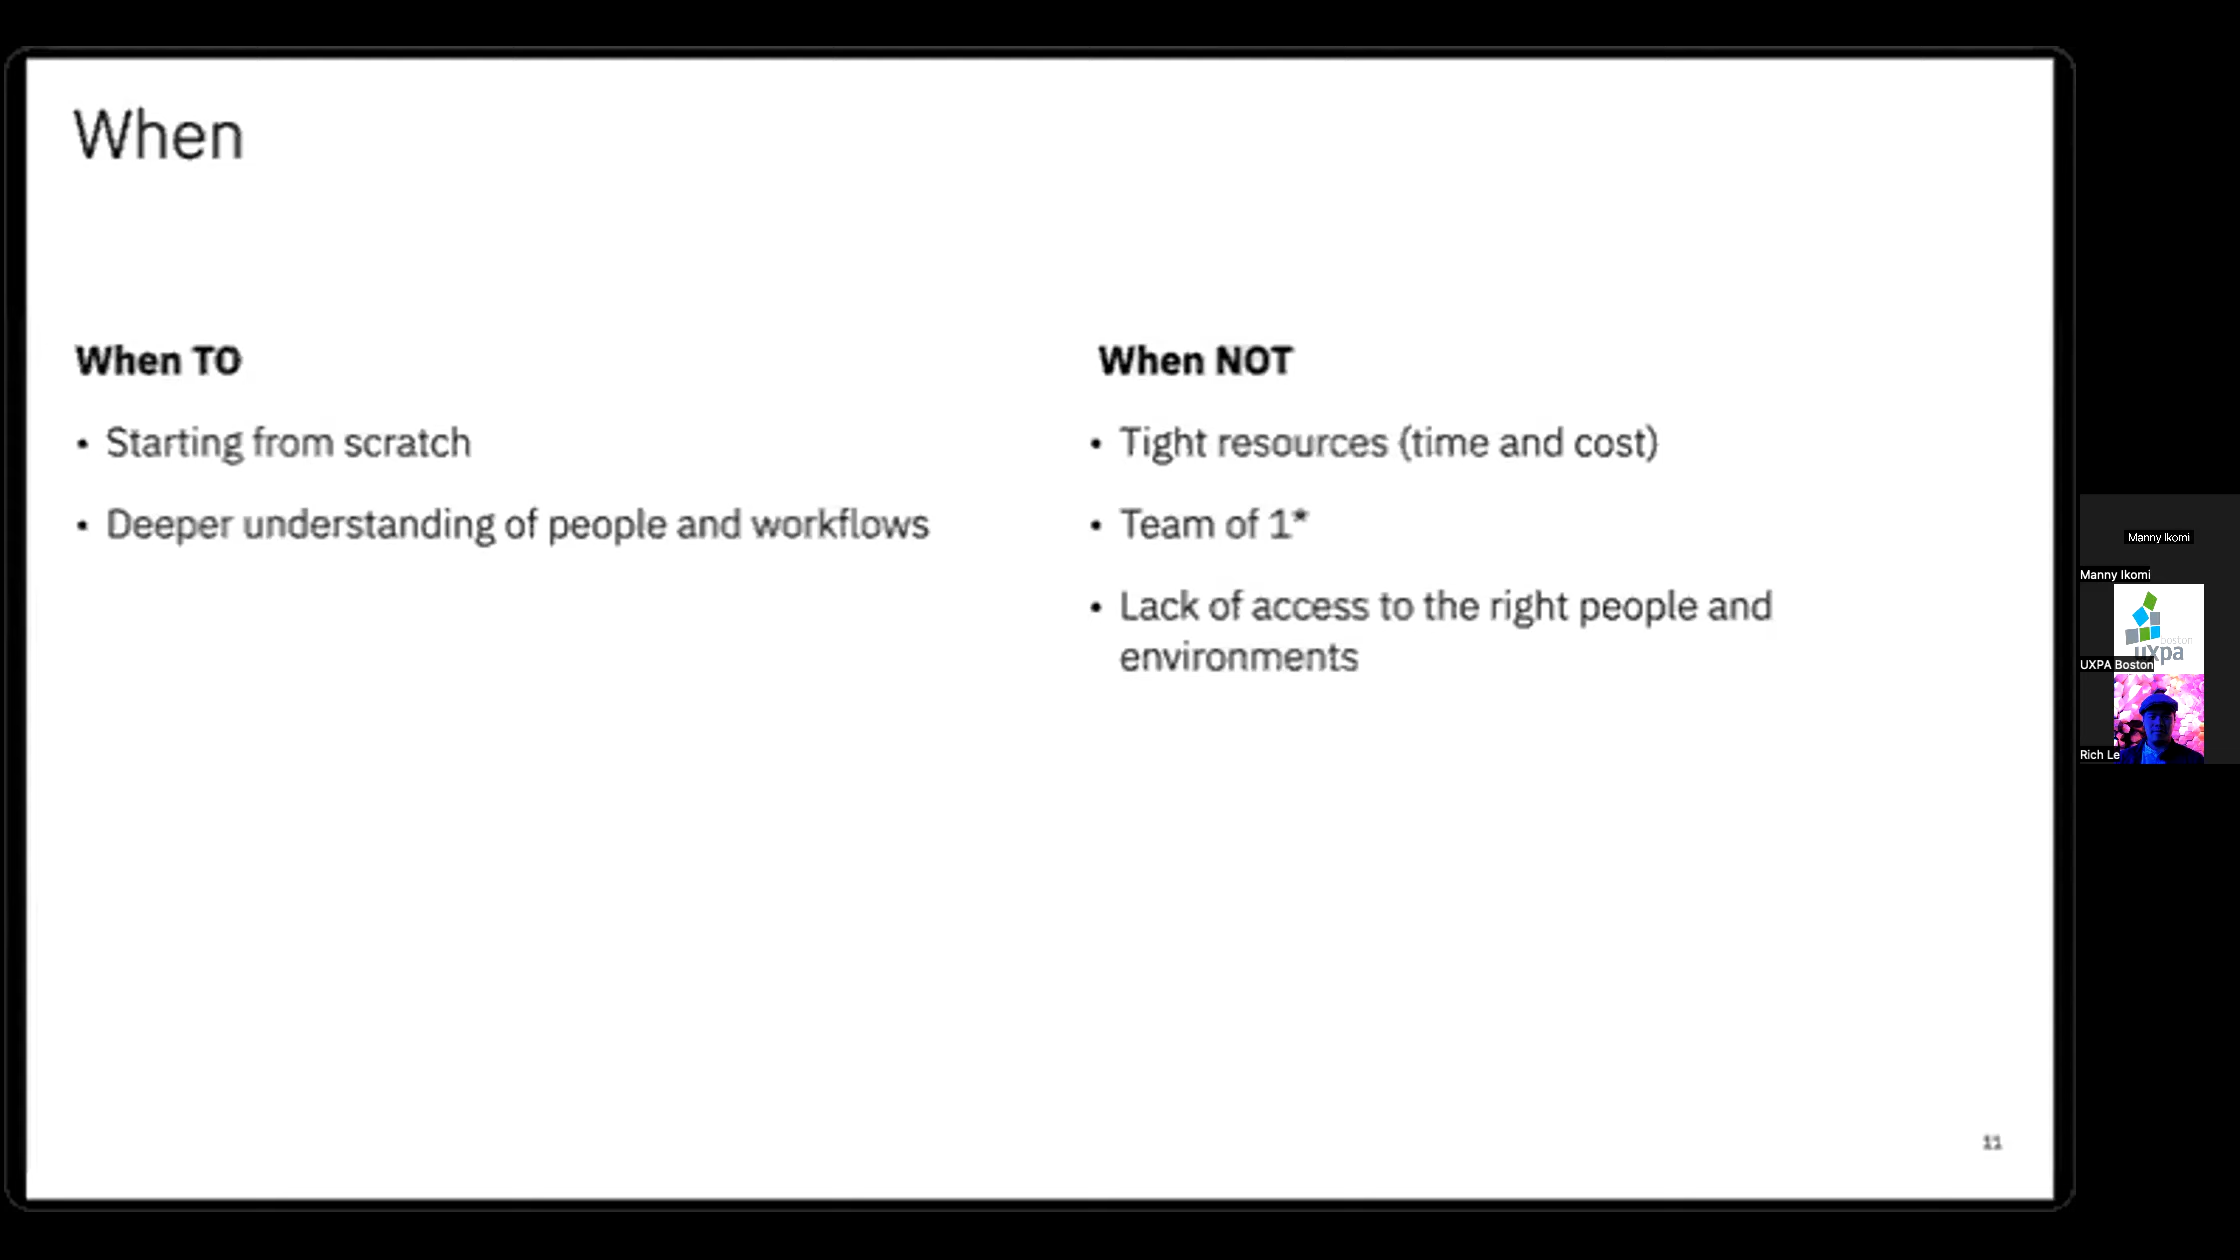 When
When TO
• Starting from scratch
• Deeper understanding of people and workflows
When NOT
• Tight resources (time and cost)
• Team of 1*
• Lack of access to the right people and
environments
11
Manny Ikomi
Manny Ikomi
boston
uxpa
UXPA Boston
Rich Le